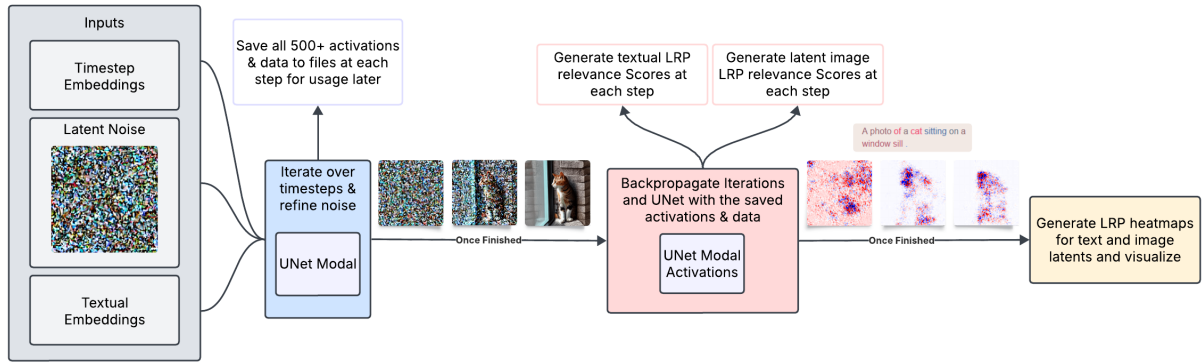 Inputs
Timestep
Embeddings
Latent Noise
Textual
Embeddings
Save all 500+ activations
& data to files at each
step for usage later
Iterate over
timesteps &
refine noise
UNet Modal
Once Finished
Generate textual LRP
relevance Scores at
each step
Generate latent image
LRP relevance Scores at
each step
Backpropagate Iterations
and UNet with the saved
activations & data
UNet Modal
Activations
A photo of a cat sitting on a
window sill .
Once Finished
Generate LRP heatmaps
for text and image
latents and visualize